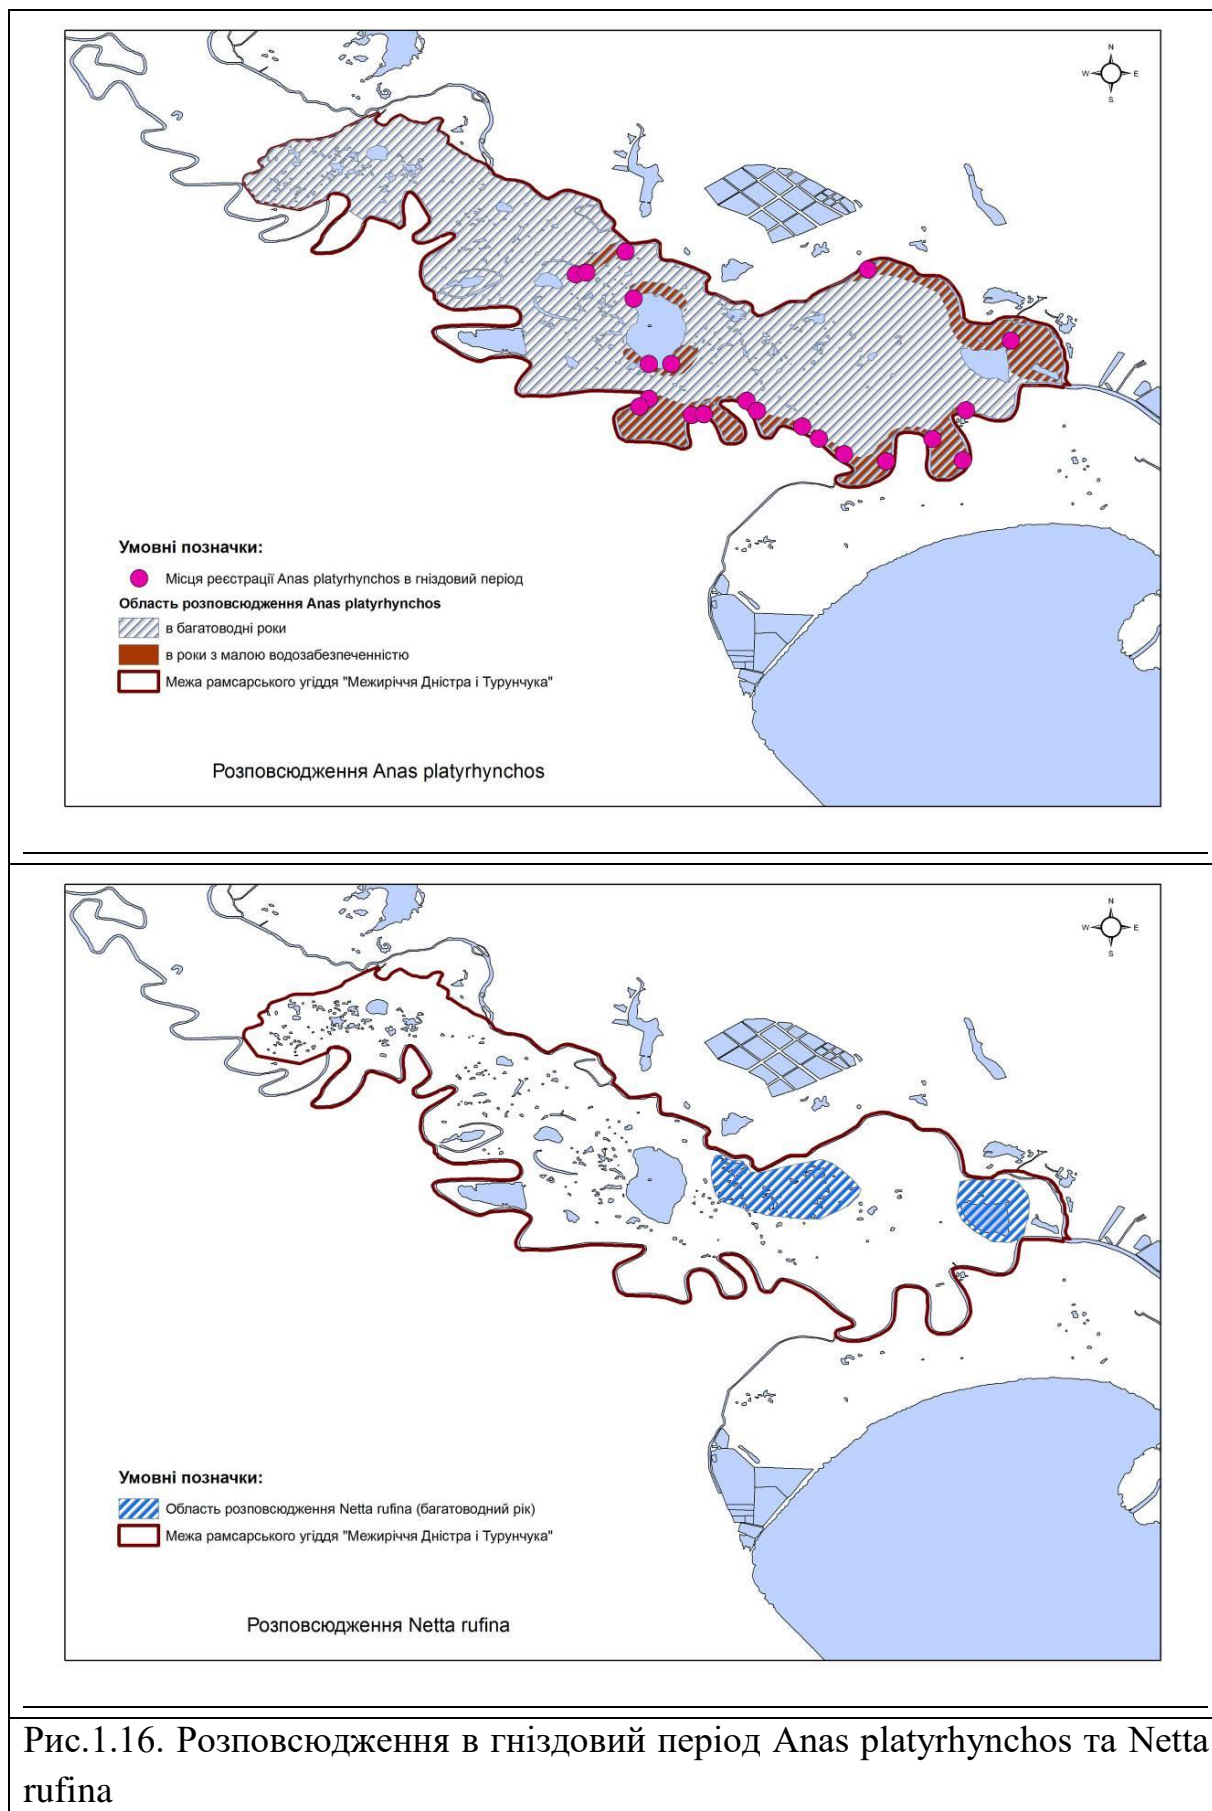 N
W E
S
Умовні позначки:
Місця реєстрації Anas platyrhynchos в гніздовий період
Область розповсюдження Anas platyrhynchos
в багатоводні роки
в роки з малою водозабезпеченністю
Межа рамсарського угіддя "Межиріччя Дністра і Турунчука"
Розповсюдження Anas platyrhynchos
N
W E
S
Умовні позначки:
Область розповсюдження Netta rufina (багатоводний рік)
Межа рамсарського угіддя "Межиріччя Дністра і Турунчука"
Розповсюдження Netta rufina
Рис.1.16. Розповсюдження в гніздовий період Anas platyrhynchos та Netta
rufina